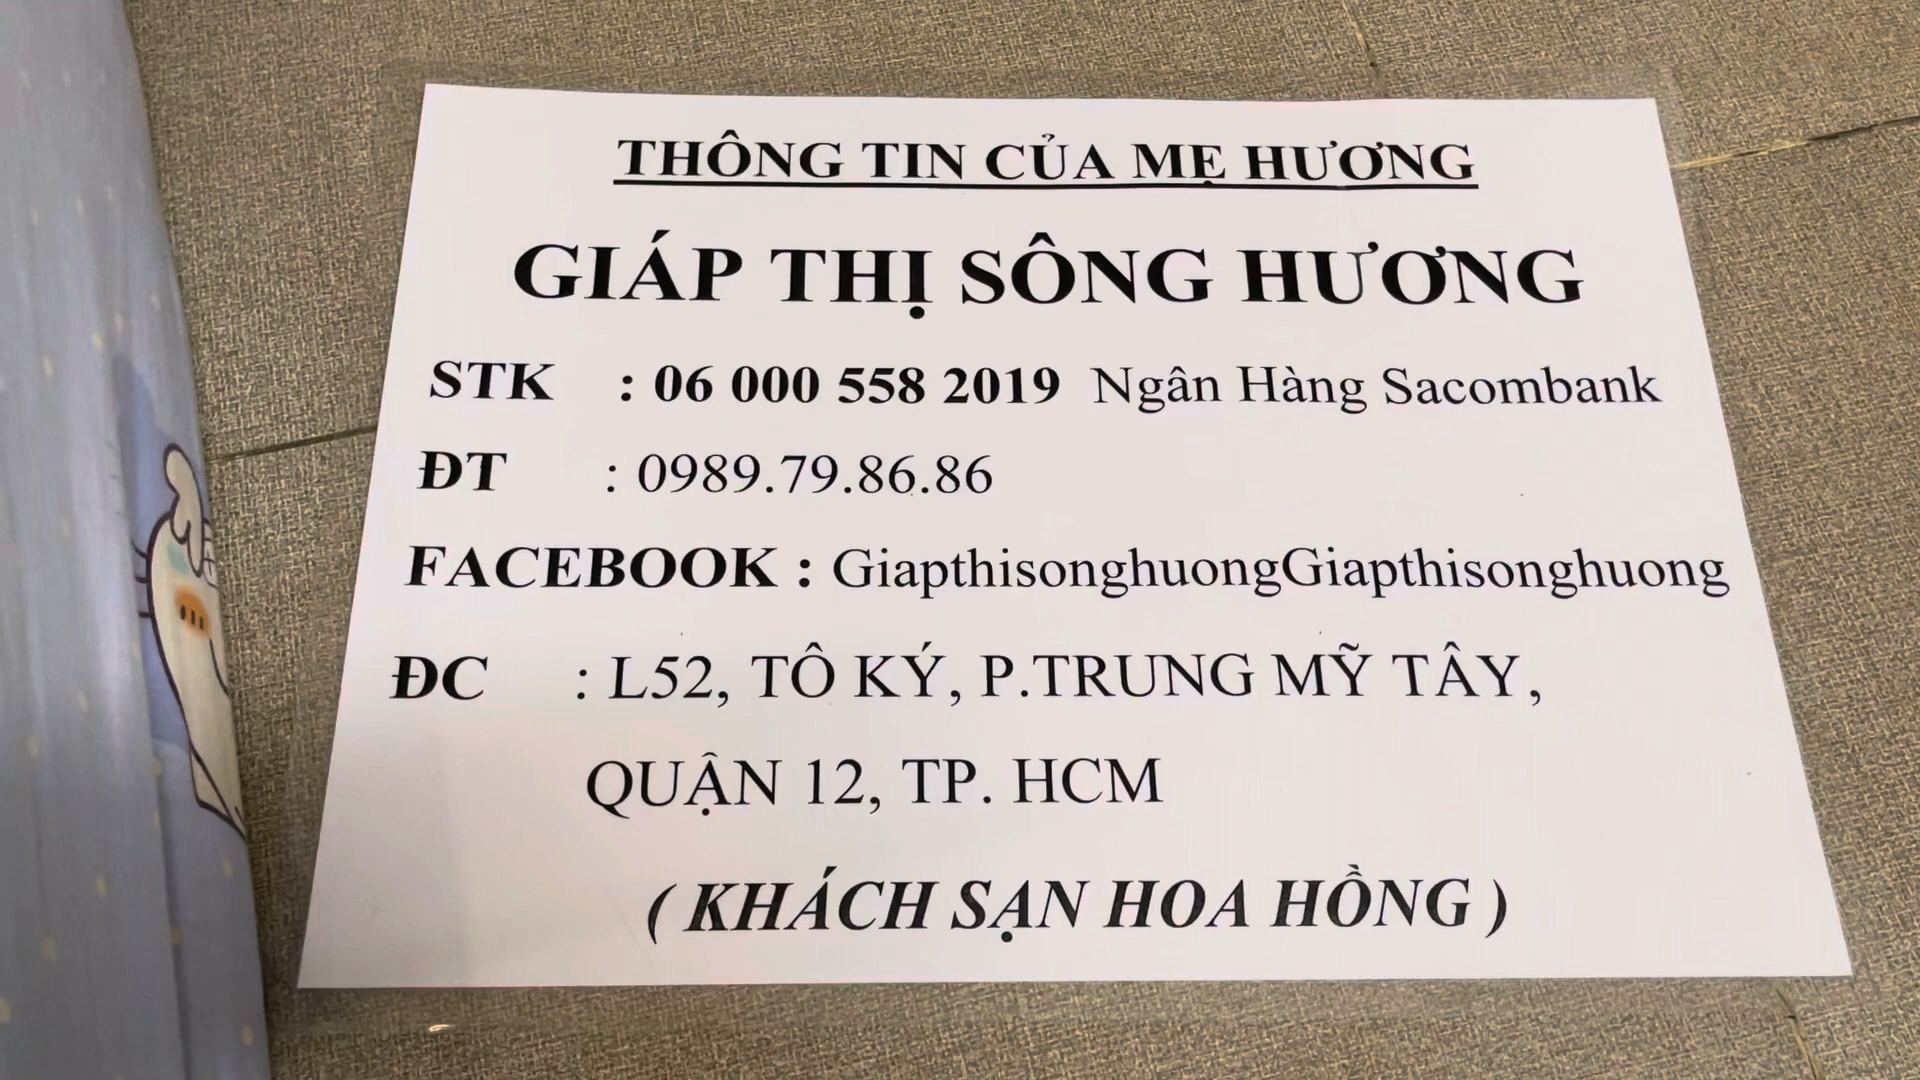 THÔNG TIN CỦA MẸ HƯƠNG
GIÁP THỊ SÔNG HƯƠNG
STK : 06 000 558 2019 Ngân Hàng Sacombank
ĐT : 0989.79.86.86
FACEBOOK : GiapthisonghuongGiapthisonghuong
ĐC : L52, TÔ KÝ, P.TRUNG MỸ TÂY,
QUẬN 12, TP. HCM
( KHÁCH SẠN HOA HỒNG )